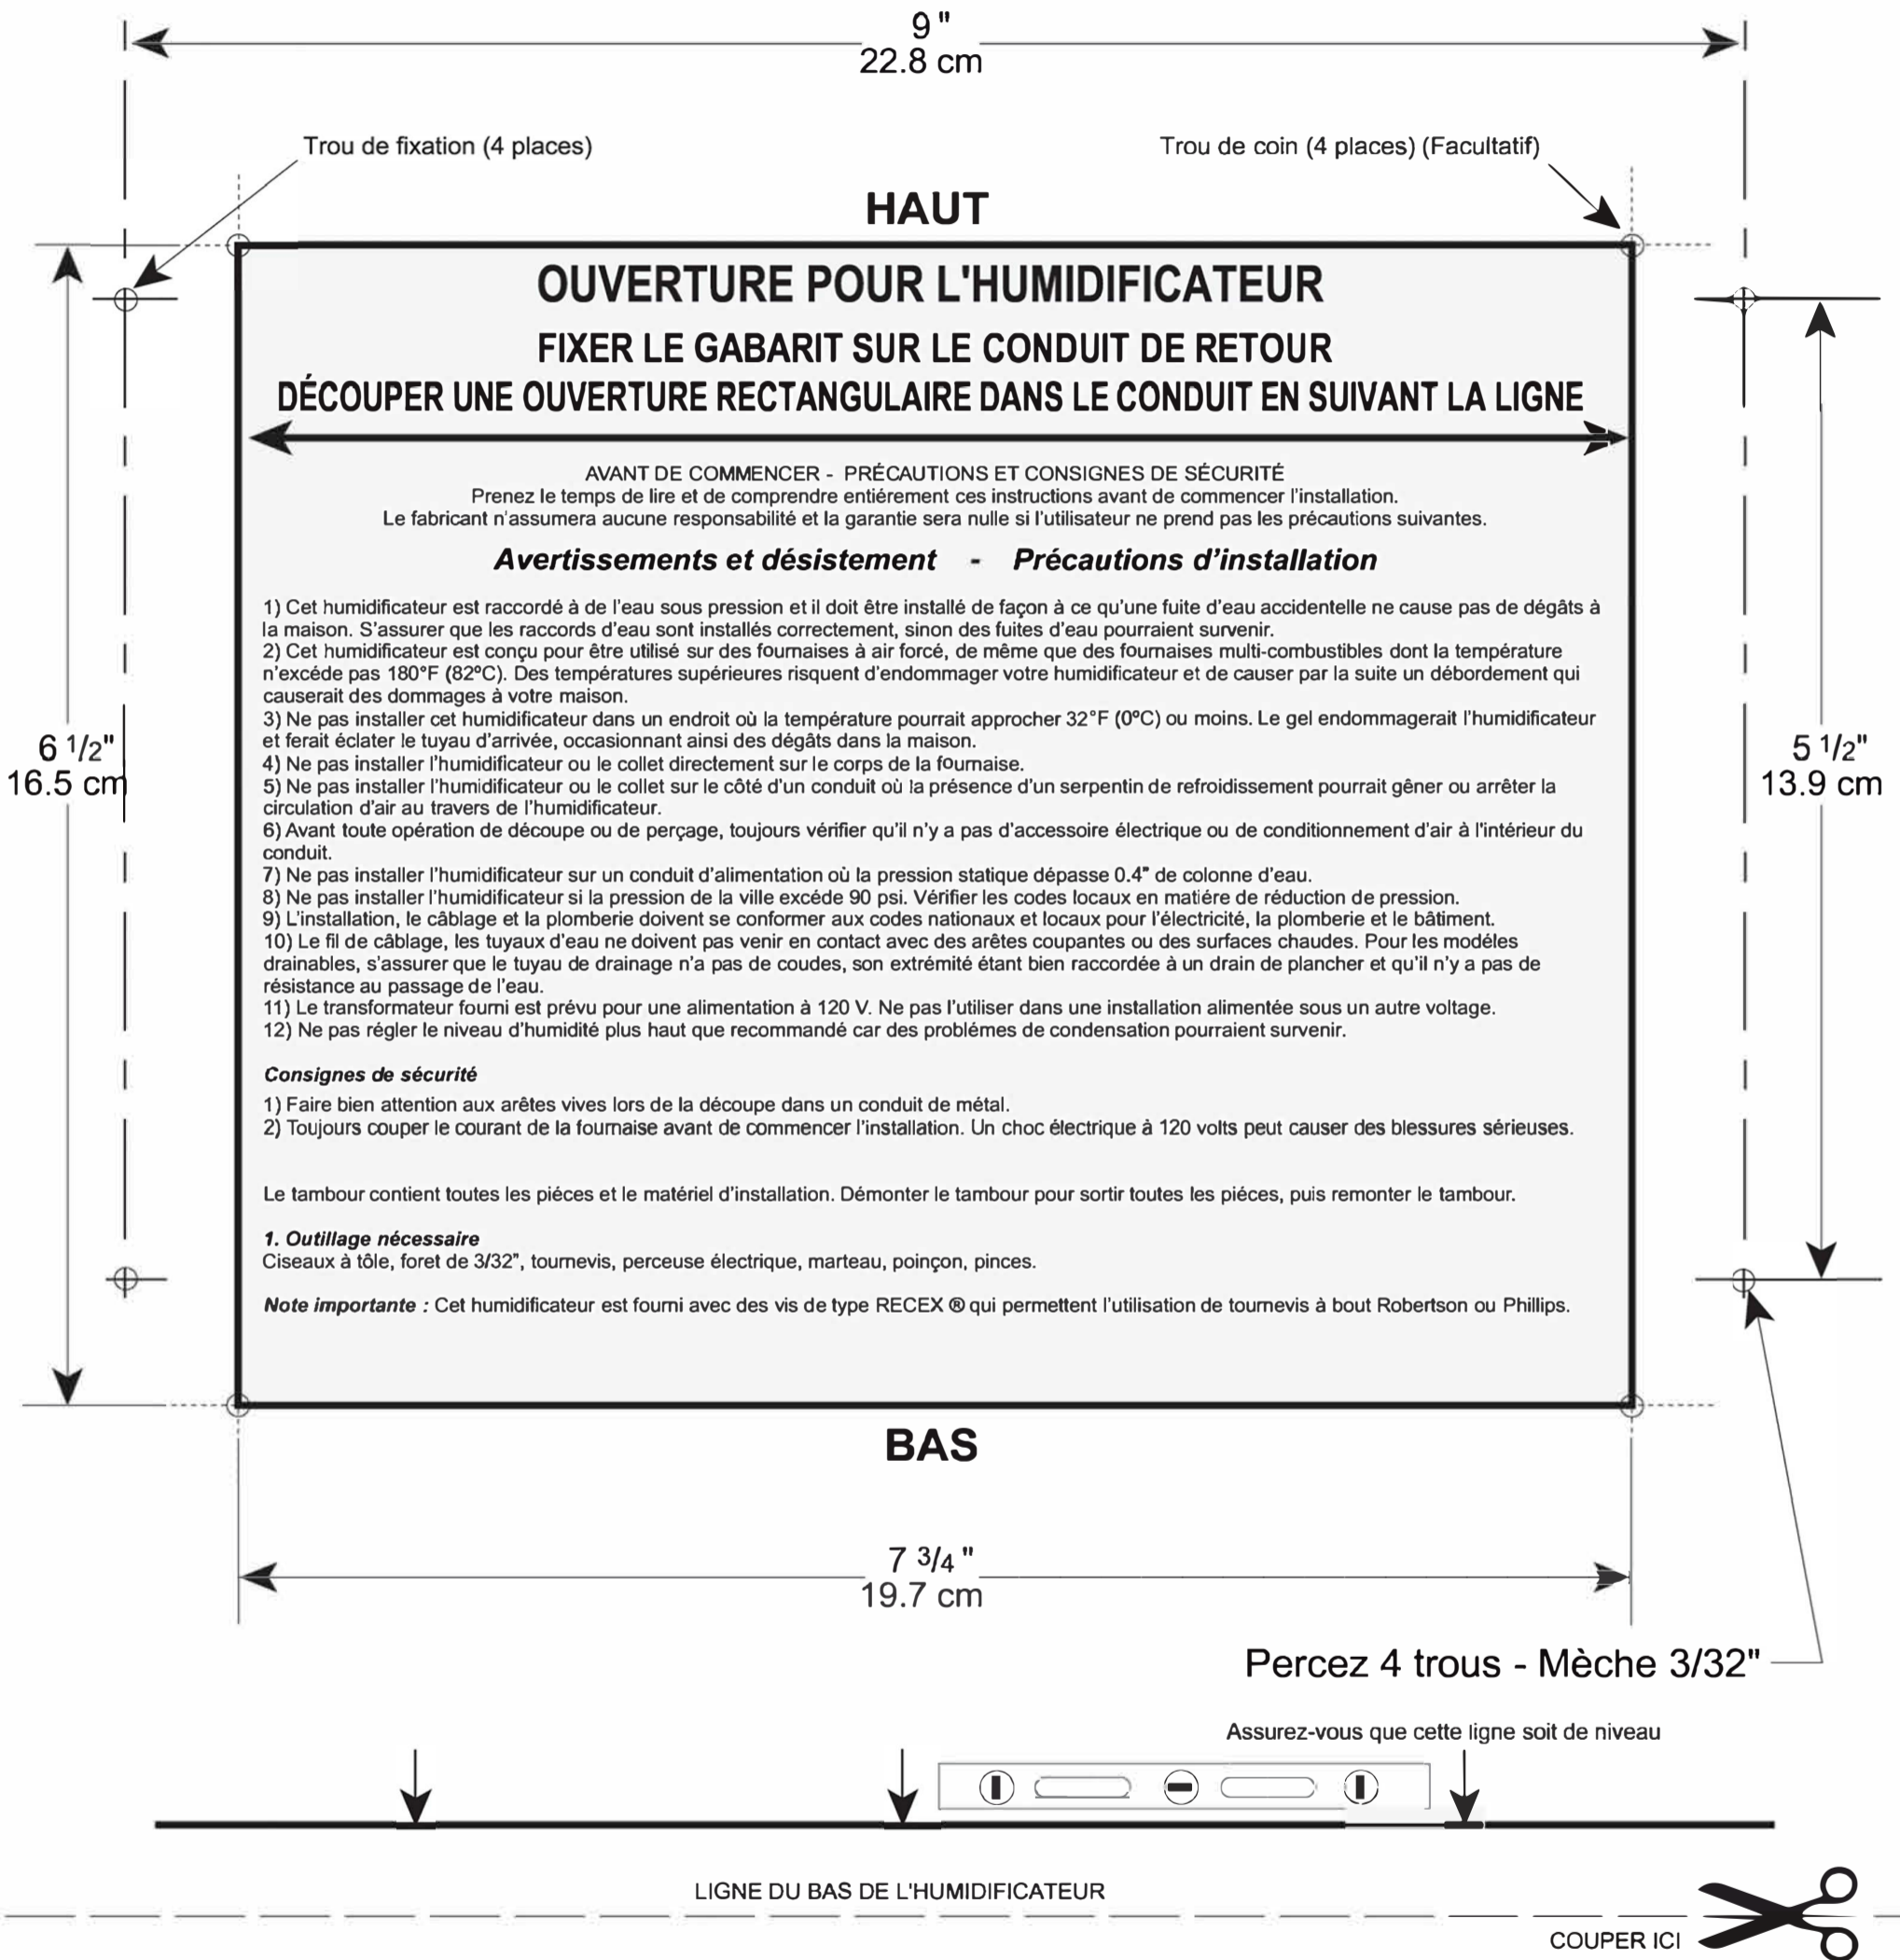 9 "
22.8 cm
Trou de fixation (4 places)
Trou de coin (4 places) (Facultatif)
HAUT
OUVERTURE POUR L'HUMIDIFICATEUR
FIXER LE GABARIT SUR LE CONDUIT DE RETOUR
DÉCOUPER UNE OUVERTURE RECTANGULAIRE DANS LE CONDUIT EN SUIVANT LA LIGNE
AVANT DE COMMENCER - PRÉCAUTIONS ET CONSIGNES DE SÉCURITÉ
Prenez le temps de lire et de comprendre entiérement ces instructions avant de commencer l'installation.
Le fabricant n'assumera aucune responsabilité et la garantie sera nulle si l'utilisateur ne prend pas les précautions suivantes.
Avertissements et désistement - Précautions d'installation
1) Cet humidificateur est raccordé à de l'eau sous pression et il doit être installé de façon à ce qu'une fuite d'eau accidentelle ne cause pas de dégâts à
la maison. S'assurer que les raccords d'eau sont installés correctement, sinon des fuites d'eau pourraient survenir.
2) Cet humidificateur est conçu pour être utilisé sur des fournaises à air forcé, de même que des fournaises multi-combustibles dont la température
n'excéde pas 180°F (82ºC). Des températures supérieures risquent d'endommager votre humidificateur et de causer par la suite un débordement qui
causerait des dommages à votre maison.
3) Ne pas installer cet humidificateur dans un endroit où la température pourrait approcher 32°F (0ºC) ou moins. Le gel endommagerait l'humidificateur
et ferait éclater le tuyau d'arrivée, occasionnant ainsi des dégâts dans la maison.
4) Ne pas installer l'humidificateur ou le collet directement sur le corps de la fournaise.
5) Ne pas installer l'humidificateur ou le collet sur le côté d'un conduit où la présence d'un serpentin de refroidissement pourrait gêner ou arrêter la
circulation d'air au travers de l'humidificateur.
6) Avant toute opération de découpe ou de perçage, toujours vérifier qu'il n'y a pas d'accessoire électrique ou de conditionnement d'air à l'intérieur du
conduit.
7) Ne pas installer l'humidificateur sur un conduit d'alimentation où la pression statique dépasse 0.4" de colonne d'eau.
8) Ne pas installer l'humidificateur si la pression de la ville excéde 90 psi. Vérifier les codes locaux en matiére de réduction de pression.
9) L'installation, le câblage et la plomberie doivent se conformer aux codes nationaux et locaux pour l'électricité, la plomberie et le bâtiment.
10) Le fil de câblage, les tuyaux d'eau ne doivent pas venir en contact avec des arêtes coupantes ou des surfaces chaudes. Pour les modéles
drainables, s'assurer que le tuyau de drainage n'a pas de coudes, son extrémité étant bien raccordée à un drain de plancher et qu'il n'y a pas de
résistance au passage de l'eau.
11) Le transformateur fourni est prévu pour une alimentation à 120 V. Ne pas l'utiliser dans une installation alimentée sous un autre voltage.
12) Ne pas régler le niveau d'humidité plus haut que recommandé car des problémes de condensation pourraient survenir.
6 1/2"
16.5 cm
5 1/2"
13.9 cm
Consignes de sécurité
1) Faire bien attention aux arêtes vives lors de la découpe dans un conduit de métal.
2) Toujours couper le courant de la fournaise avant de commencer l'installation. Un choc électrique à 120 volts peut causer des blessures sérieuses.
Le tambour contient toutes les piéces et le matériel d'installation. Démonter le tambour pour sortir toutes les piéces, puis remonter le tambour.
1. Outillage nécessaire
Ciseaux à tôle, foret de 3/32", tournevis, perceuse électrique, marteau, poinçon, pinces.
Note importante : Cet humidificateur est fourni avec des vis de type RECEX ® qui permettent l'utilisation de tournevis à bout Robertson ou Phillips.
BAS
7 3/4 "
19.7 cm
Percez 4 trous - Mèche 3/32"
Assurez-vous que cette ligne soit de niveau
LIGNE DU BAS DE L'HUMIDIFICATEUR
COUPER ICI